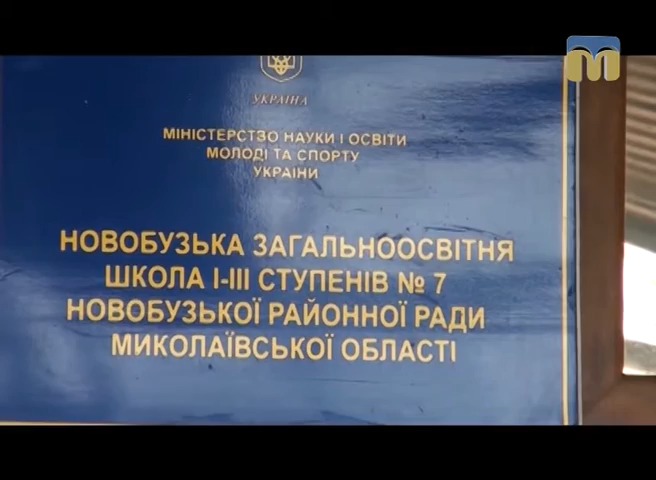 УКРАЇНА
МІНІСТЕРСТВО НАУКИ І ОСВІТИ
МОЛОДІ ТА СПОРТУ
УКРАЇНИ
НОВОБУЗЬКА ЗАГАЛЬНООСВІТНЯ
ШКОЛА І-ІІІ СТУПЕНІВ № 7
НОВОБУЗЬКОЇ РАЙОННОЇ РАДИ
МИКОЛАЇВСЬКОЇ ОБЛАСТІ